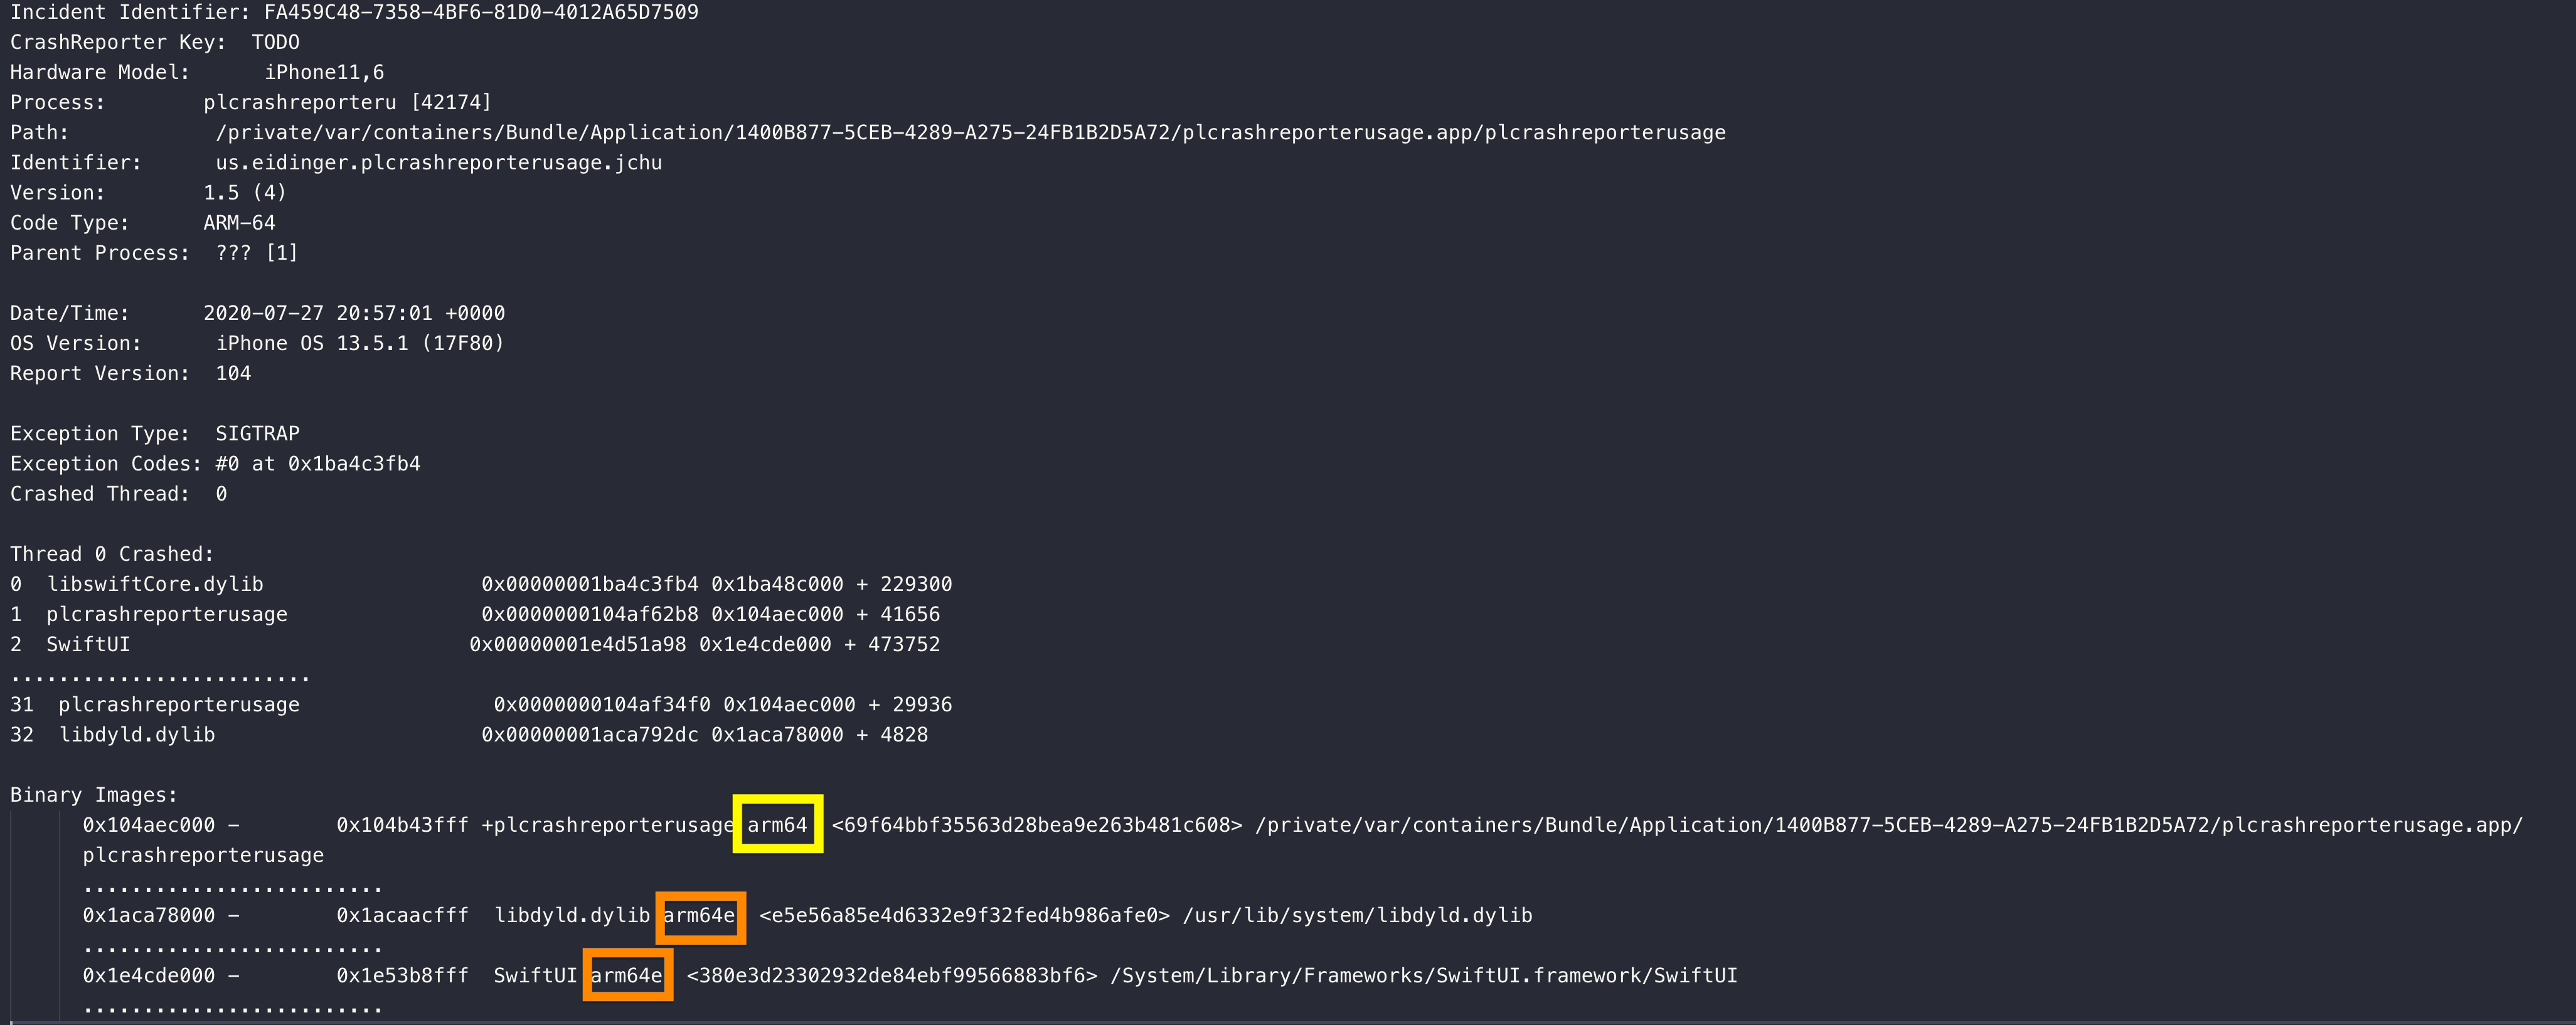 Incident Identifier: FA459C48-7358-4BF6-81D0-4012A65D7509
CrashReporter Key:  TODO
Hardware Model:      iPhone11,6
Process:        plcrashreporteru [42174]
Path:            /private/var/containers/Bundle/Application/1400B877-5CEB-4289-A275-24FB1B2D5A72/plcrashreporterusage.app/plcrashreporterusage
Identifier:      us.eidinger.plcrashreporterusage.jchu
Version:        1.5 (4)
Code Type:      ARM-64
Parent Process:  ??? [1]

Date/Time:      2020-07-27 20:57:01 +0000
OS Version:      iPhone OS 13.5.1 (17F80)
Report Version:  104

Exception Type:  SIGTRAP
Exception Codes: #0 at 0x1ba4c3fb4
Crashed Thread:  0

Thread 0 Crashed:
0  libswiftCore.dylib                  0x00000001ba4c3fb4 0x1ba48c000 + 229300
1  plcrashreporterusage                0x0000000104af62b8 0x104aec000 + 41656
2  SwiftUI                            0x00000001e4d51a98 0x1e4cde000 + 473752
.........................
31  plcrashreporterusage                0x0000000104af34f0 0x104aec000 + 29936
32  libdyld.dylib                      0x00000001aca792dc 0x1aca78000 + 4828

Binary Images:
0x104aec000 -        0x104b43fff +plcrashreporterusage arm64  <69f64bbf35563d28bea9e263b481c608> /private/var/containers/Bundle/Application/1400B877-5CEB-4289-A275-24FB1B2D5A72/plcrashreporterusage.app/
plcrashreporterusage
.........................
0x1aca78000 -        0x1acaacfff  libdyld.dylib arm64e  <e5e56a85e4d6332e9f32fed4b986afe0> /usr/lib/system/libdyld.dylib
.........................
0x1e4cde000 -        0x1e53b8fff  SwiftUI arm64e  <380e3d23302932de84ebf99566883bf6> /System/Library/Frameworks/SwiftUI.framework/SwiftUI
.........................